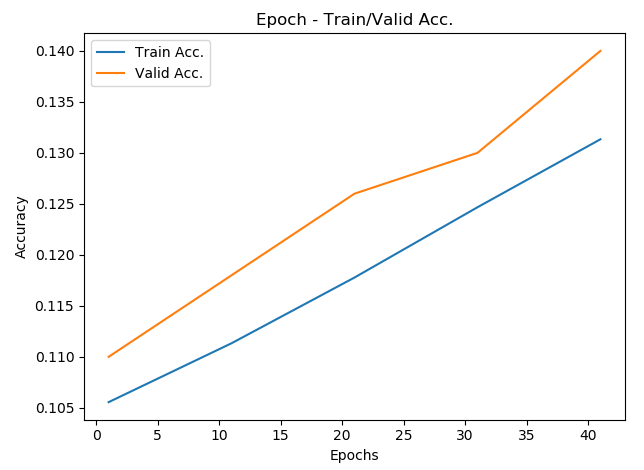 Epoch - Train/Valid Acc.
Train Acc.
Valid Acc.
0.140
0.135
0.130
0.125
0.120
0.115
0.110
0.105
Accuracy
0 5 10 15 20 25 30 35 40
Epochs